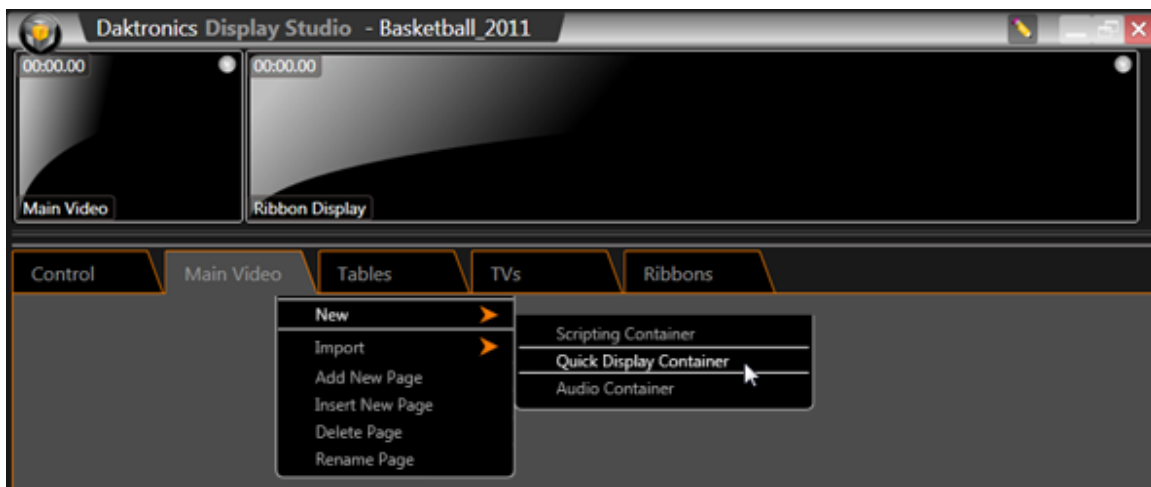 Daktronics Display Studio - Basketball_2011
00:00.00
00:00.00
Main Video
Ribbon Display
Control
Main Video
Tables
TVs
Ribbons
New
Import
Add New Page
Insert New Page
Delete Page
Rename Page
Scripting Container
Quick Display Container
Audio Container